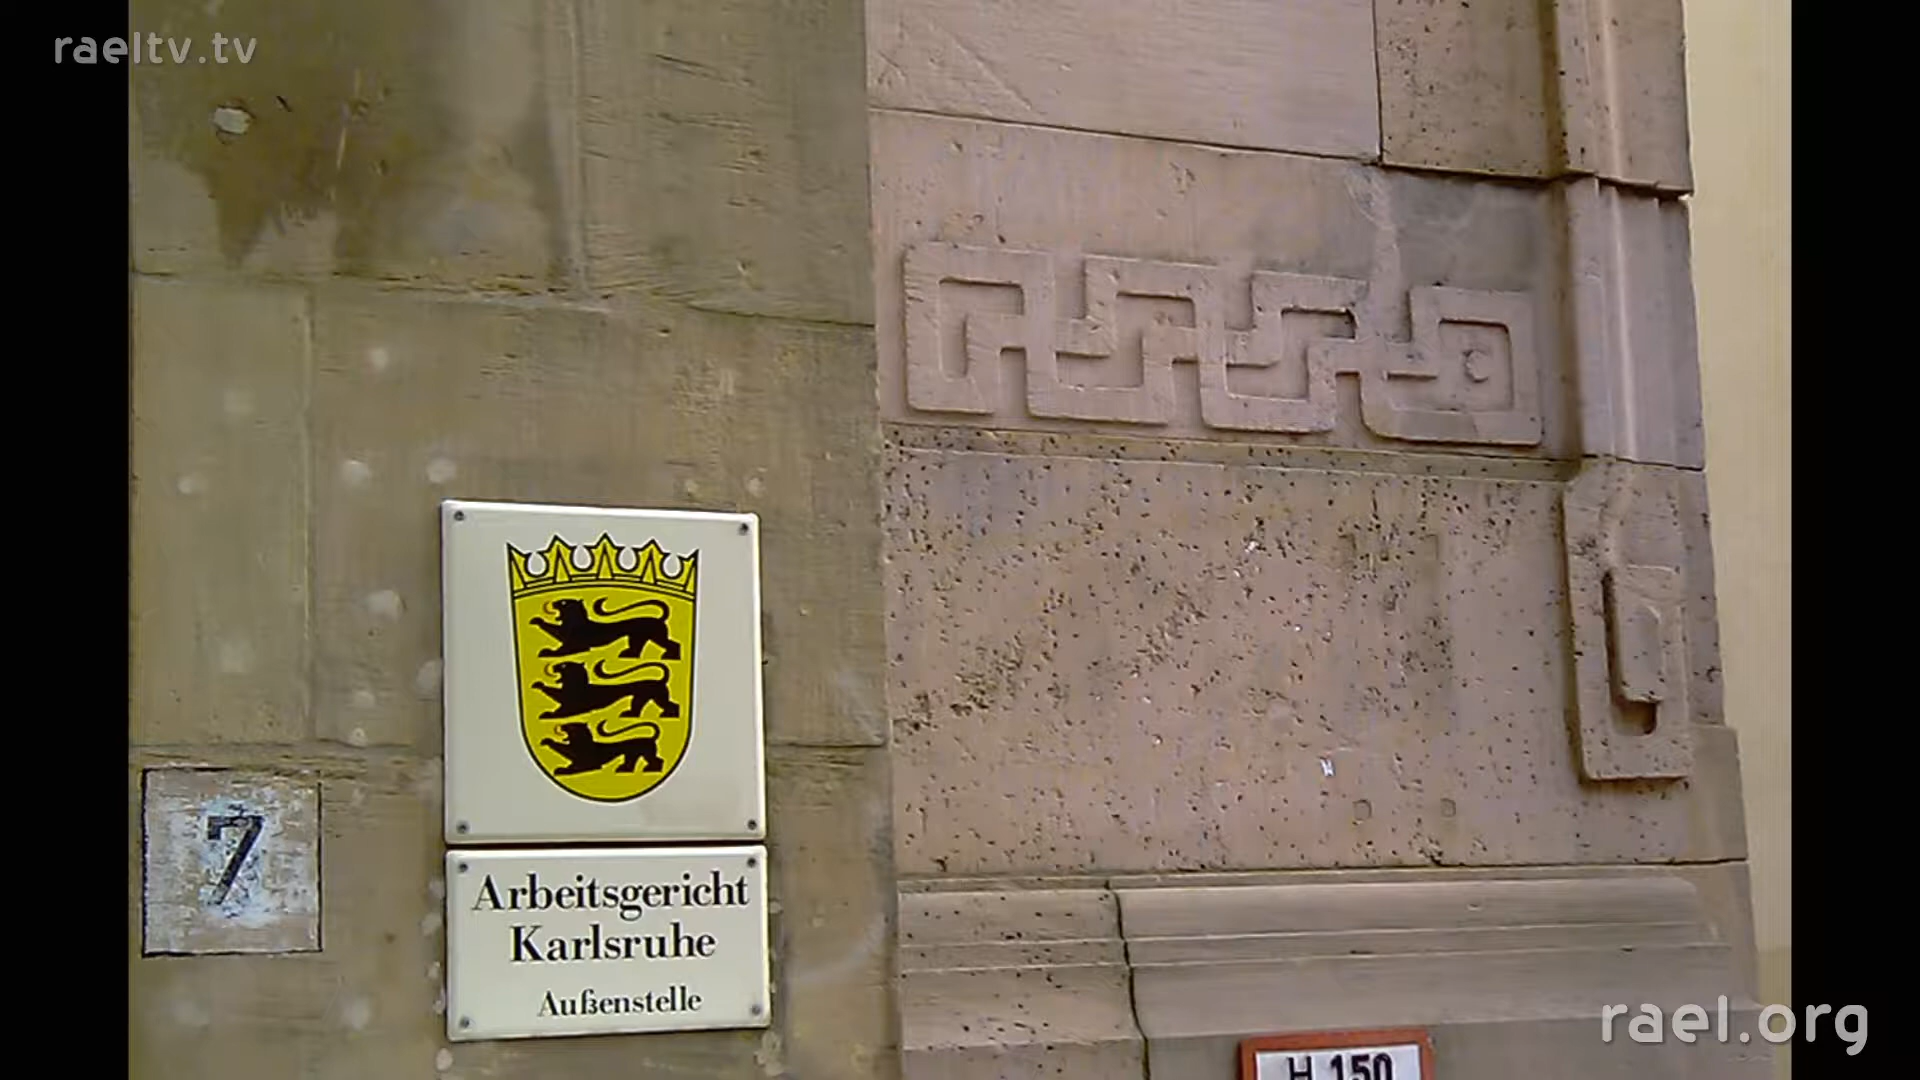 raeltv.tv
7
Arbeitsgericht
Karlsruhe
Außenstelle
H 150
rael.org